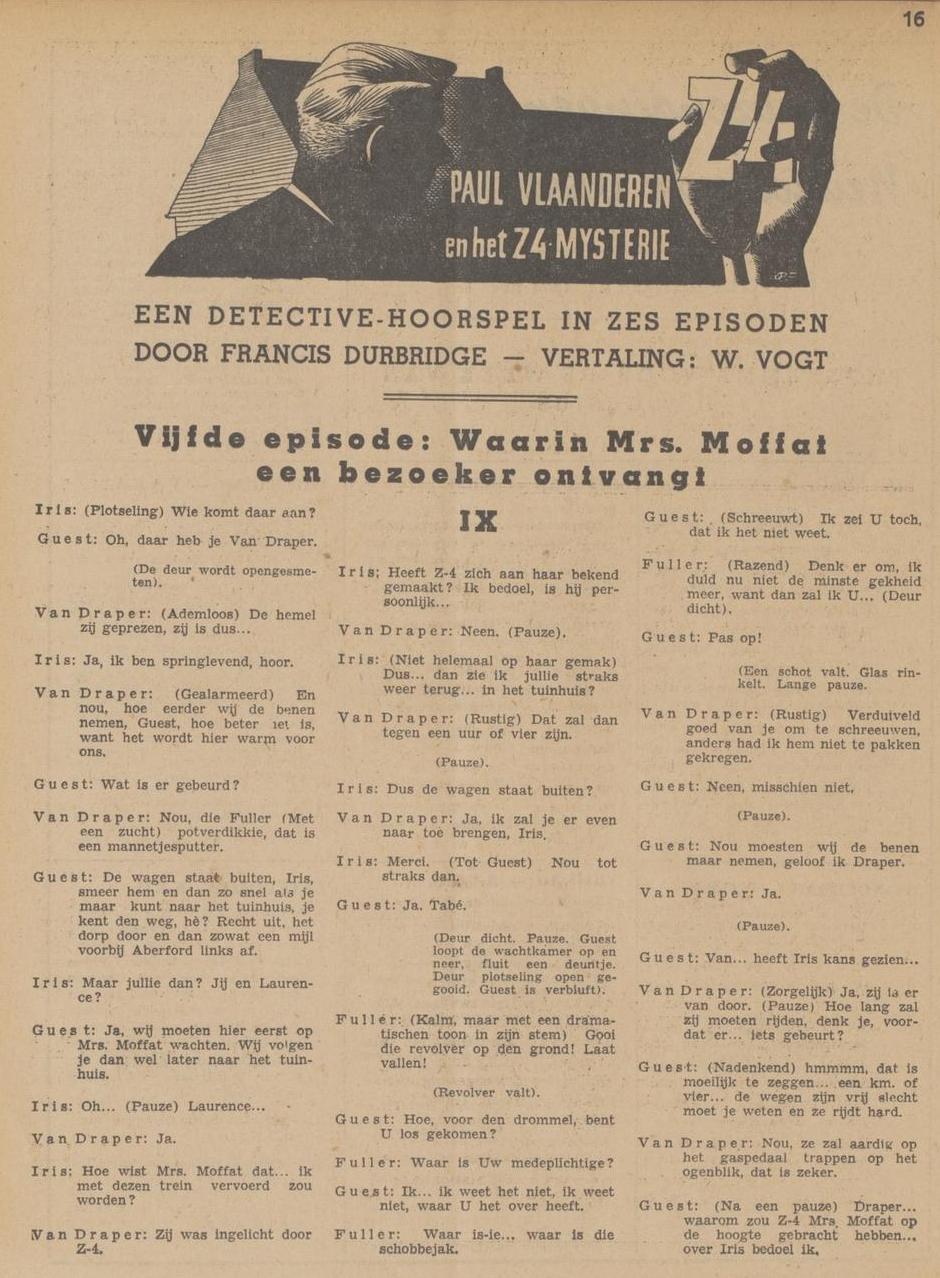 16
Z4
PAUL VLAANDEREN
en het Z4-MYSTERIE
EEN DETECTIVE-HOORSPEL IN ZES EPISODEN
DOOR FRANCIS DURBRIDGE — VERTALING: W. VOGT
Vijfde episode: Waarin Mrs. Moffat
een bezoeker ontvangt
Iris: (Plotseling) Wie komt daar aan?
Guest: Oh, daar heb je Van Draper.
(De deur wordt opengesme-
ten).
Van Draper: (Ademloos) De hemel
zij geprezen, zij is dus...
Iris: Ja, ik ben springlevend, hoor.
Van Draper: (Gealarmeerd) En
nou, hoe eerder wij de benen
nemen, Guest, hoe beter het is,
want het wordt hier warm voor
ons.
Guest: Wat is er gebeurd?
Van Draper: Nou, die Fuller (Met
een zucht) potverdikkie, dat is
een mannetjesputter.
Guest: De wagen staat buiten, Iris,
smeer hem en dan zo snel als je
maar kunt naar het tuinhuis, je
kent den weg, hè? Recht uit, het
dorp door en dan zowat een mijl
voorbij Aberford links af.
Iris: Maar jullie dan? Jij en Lauren-
ce?
Guest: Ja, wij moeten hier eerst op
Mrs. Moffat wachten. Wij volgen
je dan wel later naar het tuin-
huis.
Iris: Oh... (Pauze) Laurence...
Van Draper: Ja.
Iris: Hoe wist Mrs. Moffat dat... ik
met dezen trein vervoerd zou
worden?
Van Draper: Zij was ingelicht door
Z-4.
IX
Iris: Heeft Z-4 zich aan haar bekend
gemaakt? Ik bedoel, is hij per-
soonlijk...
Van Draper: Neen. (Pauze).
Iris: (Niet helemaal op haar gemak)
Dus... dan zie ik jullie straks
weer terug... in het tuinhuis?
Van Draper: (Rustig) Dat zal dan
tegen een uur of vier zijn.
(Pauze).
Iris: Dus de wagen staat buiten?
Van Draper: Ja, ik zal je er even
naar toe brengen, Iris.
Iris: Merci. (Tot Guest) Nou tot
straks dan.
Guest: Ja. Tabé.
(Deur dicht. Pauze. Guest
loopt de wachtkamer op en
neer, fluit een deuntje.
Deur plotseling open ge-
gooid. Guest is verbluft).
Fuller: (Kalm, maar met een drama-
tischen toon in zijn stem) Gooi
die revolver op den grond! Laat
vallen!
(Revolver valt).
Guest: Hoe, voor den drommel, bent
U los gekomen?
Fuller: Waar is Uw medeplichtige?
Guest: Ik... ik weet het niet, ik weet
niet, waar U het over heeft.
Fuller: Waar is-ie... waar is die
schobbejak.
Guest: (Schreeuwt) Ik zei U toch,
dat ik het niet weet.
Fuller: (Razend) Denk er om, ik
duld nu niet de minste gekheid
meer, want dan zal ik U... (Deur
dicht).
Guest: Pas op!
(Een schot valt. Glas rin-
kelt. Lange pauze.
Van Draper: (Rustig) Verduiveld
goed van je om te schreeuwen,
anders had ik hem niet te pakken
gekregen.
Guest: Neen, misschien niet.
(Pauze).
Guest: Nou moesten wij de benen
maar nemen, geloof ik Draper.
Van Draper: Ja.
(Pauze).
Guest: Van... heeft Iris kans gezien...
Van Draper: (Zorgelijk) Ja, zij is er
van door. (Pauze) Hoe lang zal
zij moeten rijden, denk je, voor-
dat er... iets gebeurt?
Guest: (Nadenkend) hmmmm, dat is
moeilijk te zeggen... een km. of
vier... de wegen zijn vrij slecht
moet je weten en ze rijdt hard.
Van Draper: Nou, ze zal aardig op
het gaspedaal trappen op het
ogenblik, dat is zeker.
Guest: (Na een pauze) Draper...
waarom zou Z-4 Mrs. Moffat op
de hoogte gebracht hebben...
over Iris bedoel ik.